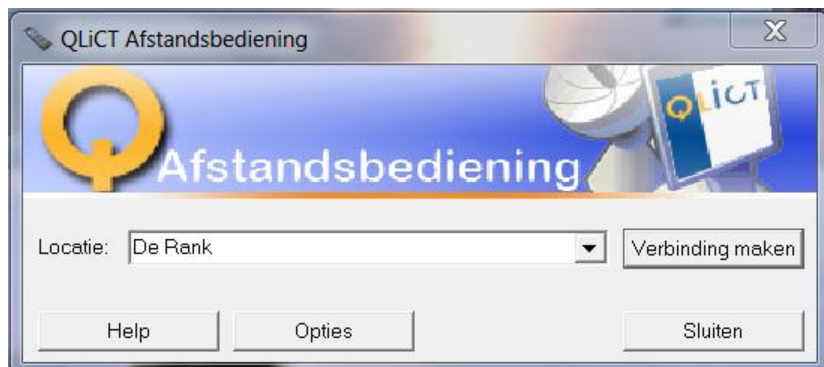 QLiCT Afstandsbediening
QLiCT
Q
Afstandsbediening
Locatie: De Rank Verbinding maken
Help Opties Sluiten